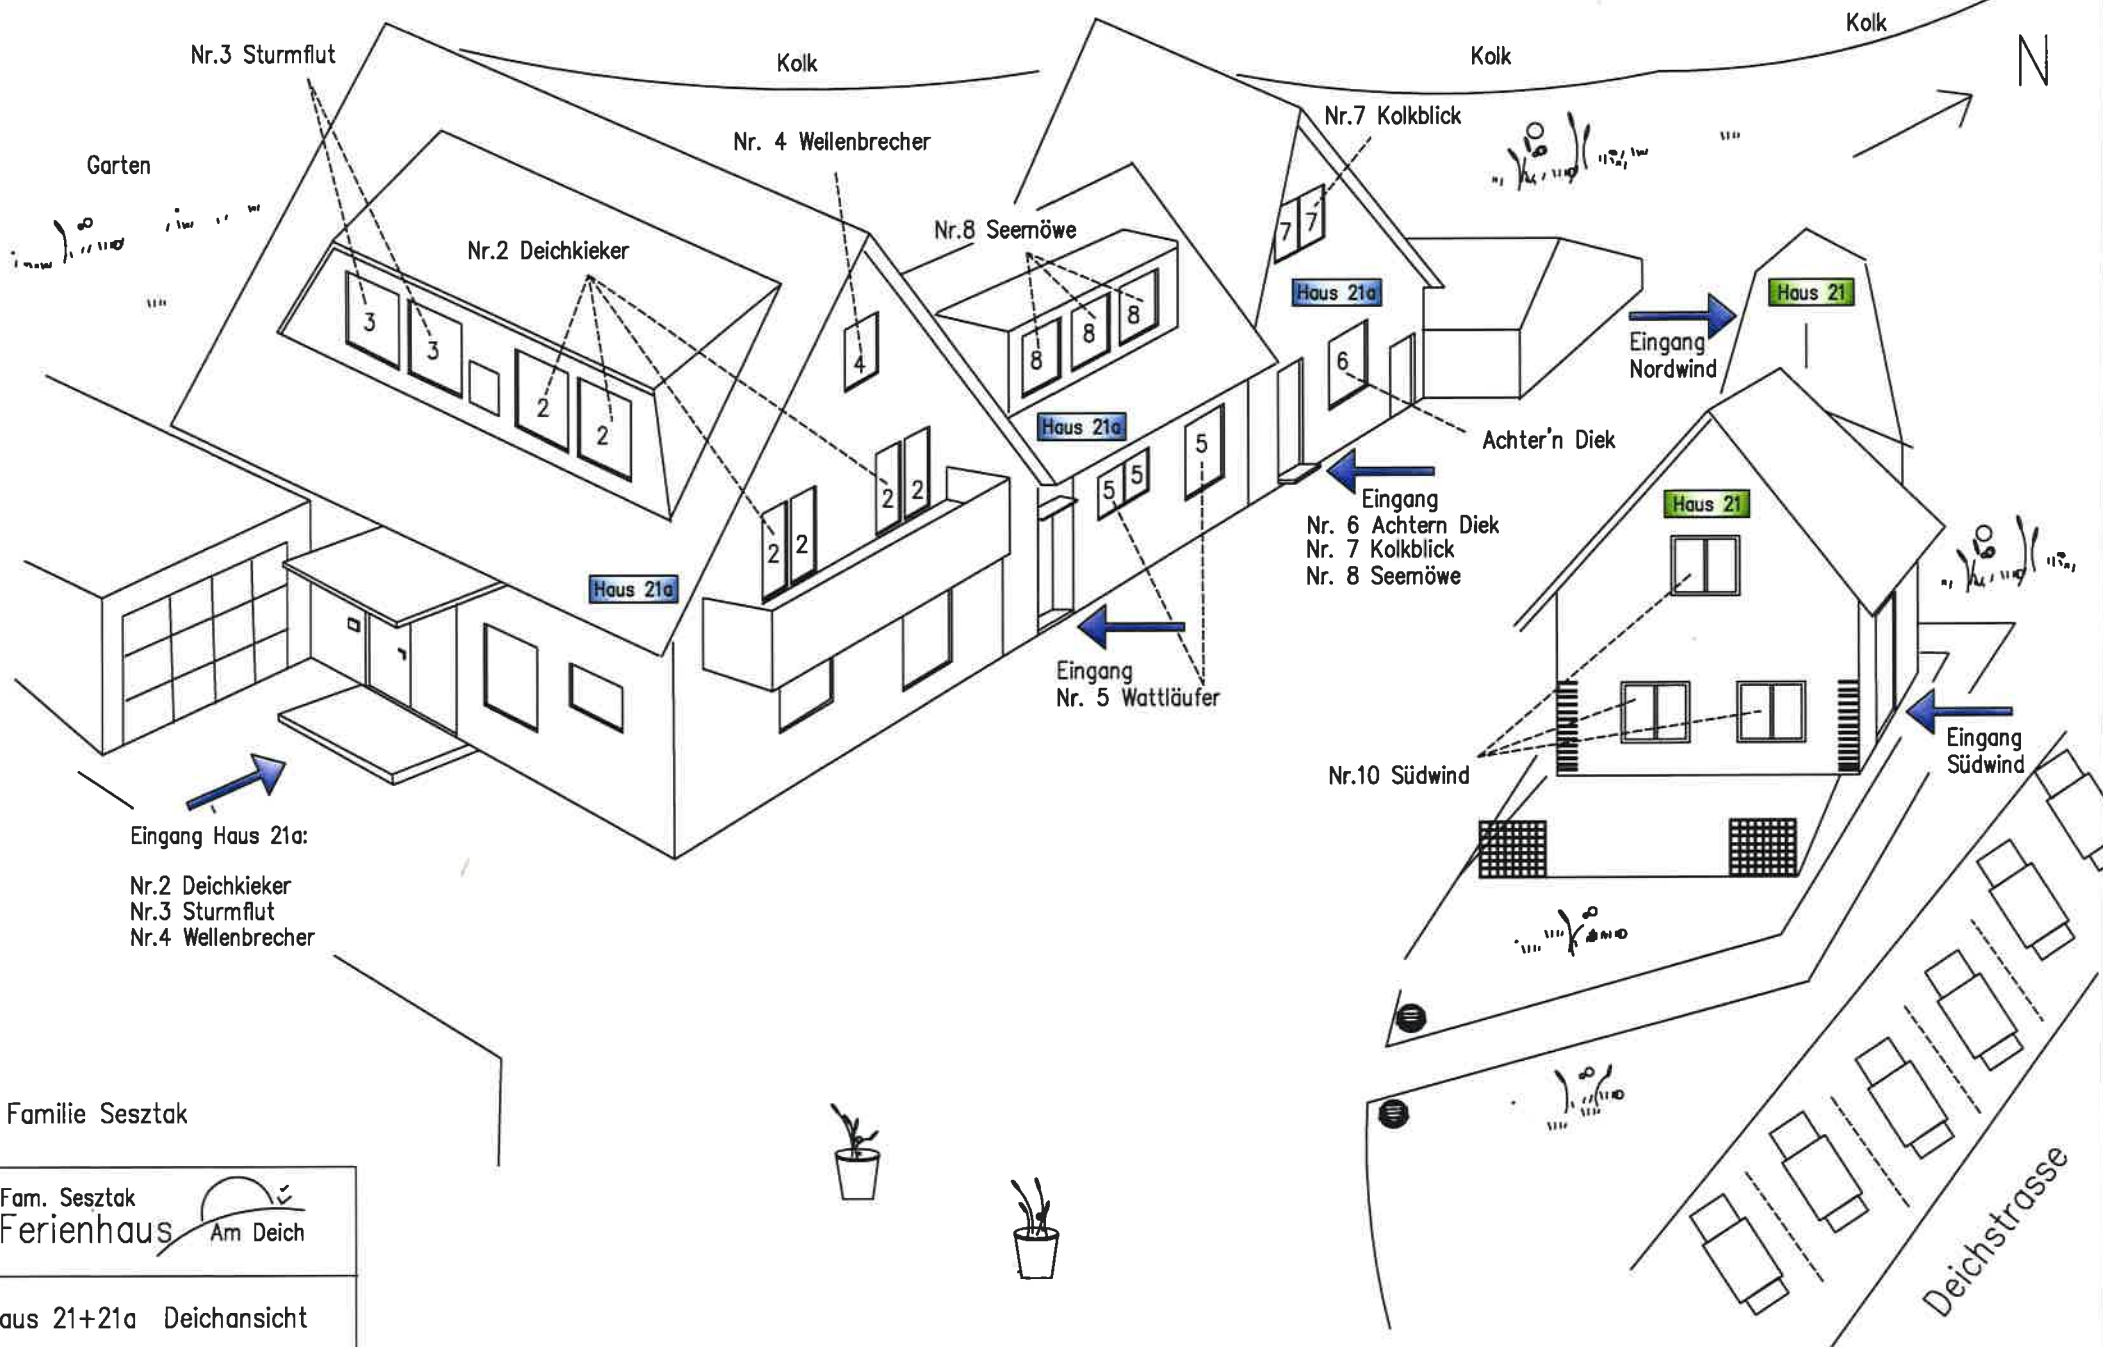 Kolk
Kolk
Kolk
N
Nr.3 Sturmflut
Nr. 4 Wellenbrecher
Nr.7 Kolkblick
Garten
Nr.2 Deichkieker
Nr.8 Seemöwe
7 7
Haus 21a
Haus 21
3
3
2
2
4
8
8
8
6
Eingang
Nordwind
Haus 21a
5 5
5
Achter'n Diek
2 2
2 2
Eingang
Nr. 6 Achtern Diek
Nr. 7 Kolkblick
Nr. 8 Seemöwe
Haus 21
Haus 21a
Eingang
Nr. 5 Wattläufer
Nr.10 Südwind
Eingang
Südwind
Eingang Haus 21a:
Nr.2 Deichkieker
Nr.3 Sturmflut
Nr.4 Wellenbrecher
Familie Sesztak
Fam. Sesztak
Ferienhaus Am Deich
aus 21+21a Deichansicht
Deichstrasse